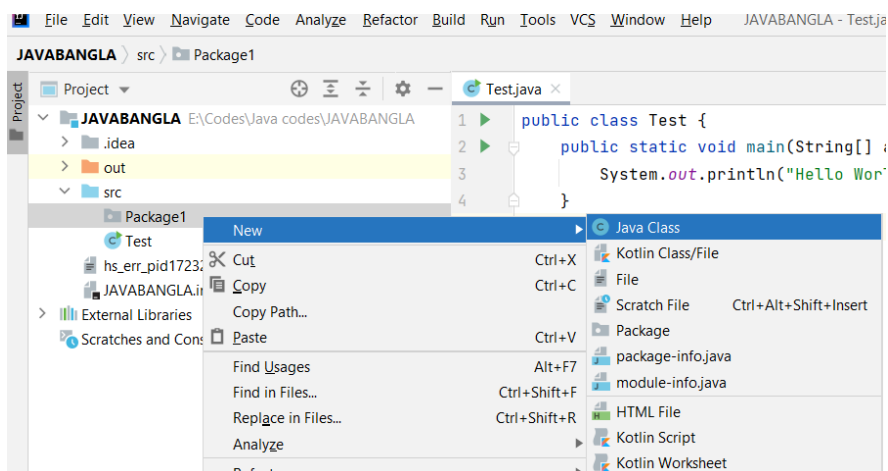 File Edit View Navigate Code Analyze Refactor Build Run Tools VCS Window Help JAVABANGLA - Test.ja
JAVABANGLA src Package1
Project
Project
JAVABANGLA E:\Codes\Java codes\JAVABANGLA
.idea
out
src
Package1
Test
hs_err_pid17232
JAVABANGLA.i
External Libraries
Scratches and Con
Test.java
1 public class Test {
2 public static void main(String[] a
3 System.out.println("Hello Wor
4 }
New
Cut Ctrl+X
Copy Ctrl+C
Copy Path...
Paste Ctrl+V
Find Usages Alt+F7
Find in Files... Ctrl+Shift+F
Replace in Files... Ctrl+Shift+R
Analyze
Java Class
Kotlin Class/File
File
Scratch File Ctrl+Alt+Shift+Insert
Package
package-info.java
module-info.java
HTML File
Kotlin Script
Kotlin Worksheet